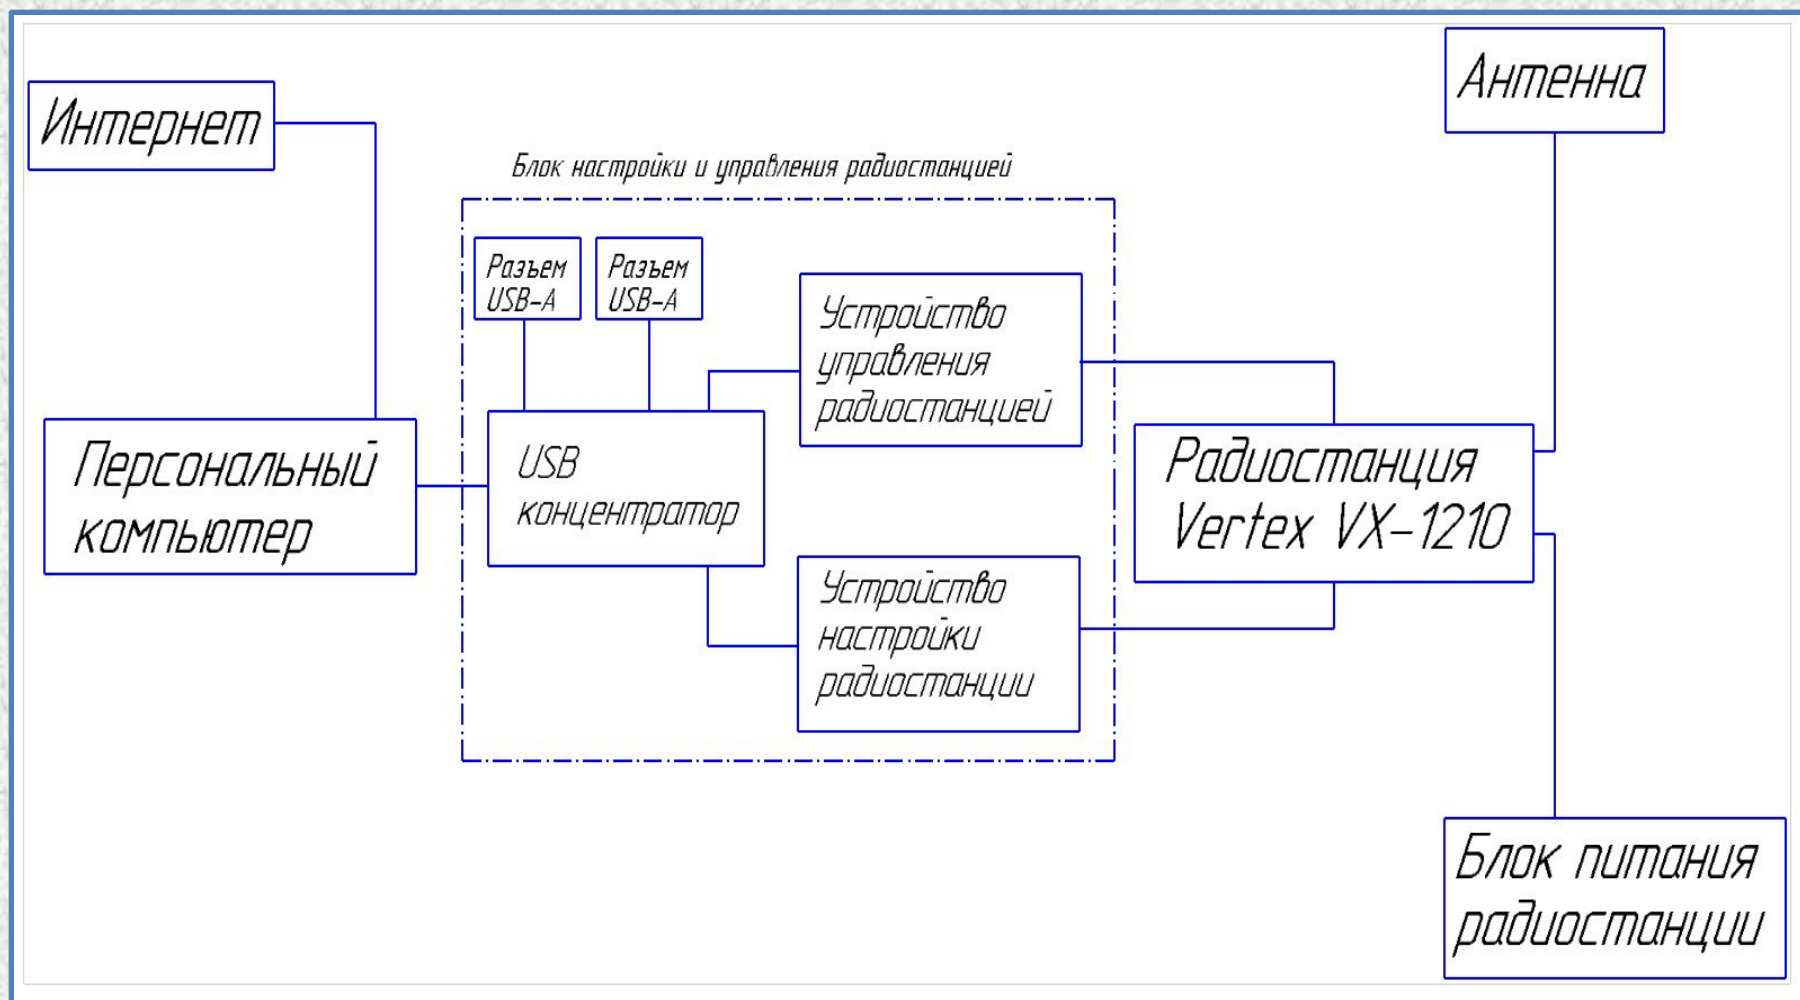 Антенна
Интернет
Блок настройки и управления радиостанцией
Разъем
USB-A
Разъем
USB-A
Устройство
управления
радиостанцией
Персональный
компьютер
USB
концентратор
Радиостанция
Vertex VX-1210
Устройство
настройки
радиостанции
Блок питания
радиостанции